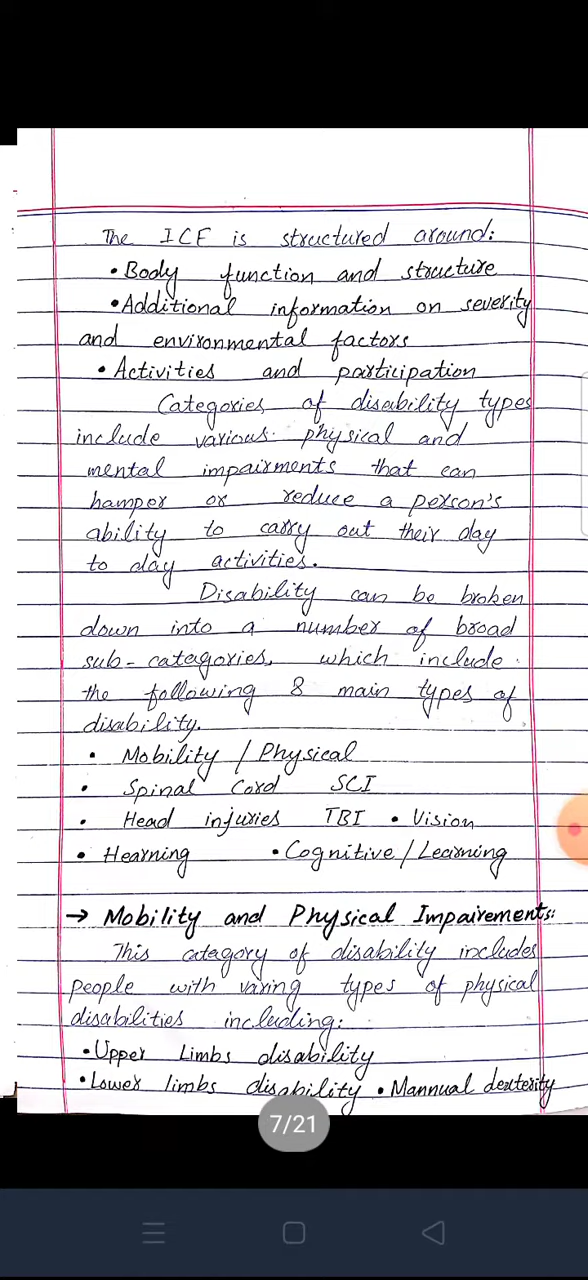 The ICF is structured around:
• Body function and structure
• Additional information on severity
and environmental factors
• Activities and participation
Categories of disability types
include various physical and
mental impairments that can
hamper or reduce a person's
ability to carry out their day
to day activities.
Disability can be broken
down into a number of broad
sub-categories, which include
the following 8 main types of
disability.
• Mobility / Physical
• Spinal Cord SCI
• Head injuries TBI • Vision
• Hearning • Cognitive / Learning
→ Mobility and Physical Impairements:
This catagory of disability includes
people with varing types of physical
disabilities including:
• Upper Limbs disability
• Lower limbs disability • Mannual dexterity
7/21